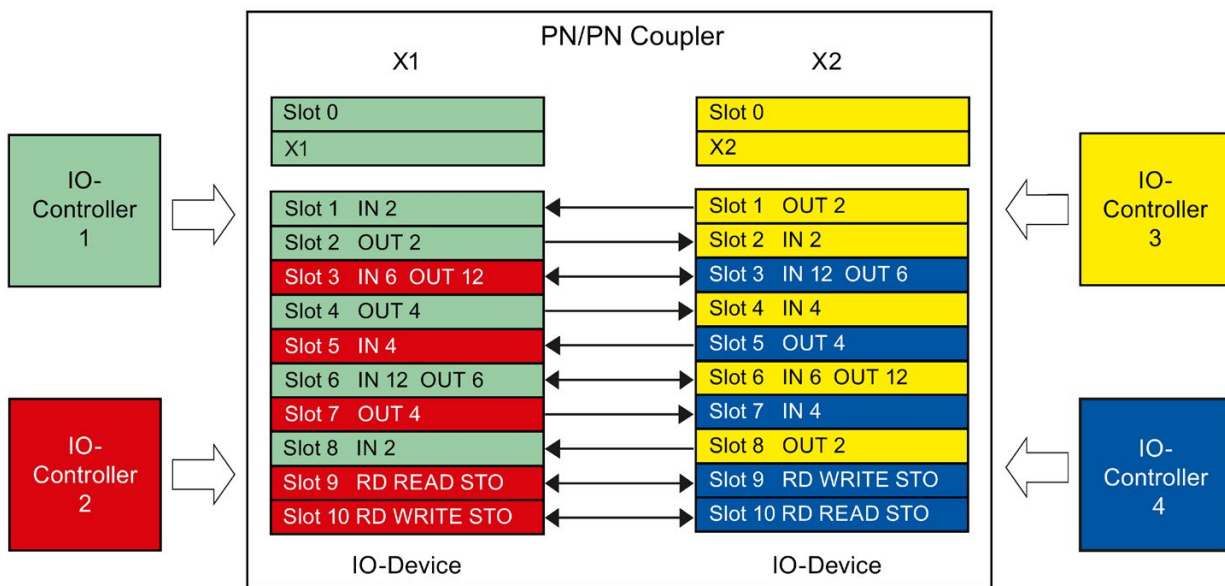 PN/PN Coupler
X1
X2
Slot 0
X1
Slot 0
X2
IO-
Controller
1
IO-
Controller
3
Slot 1 IN 2
Slot 1 OUT 2
Slot 2 OUT 2
Slot 2 IN 2
Slot 3 IN 6 OUT 12
Slot 3 IN 12 OUT 6
Slot 4 OUT 4
Slot 4 IN 4
Slot 5 IN 4
Slot 5 OUT 4
Slot 6 IN 12 OUT 6
Slot 6 IN 6 OUT 12
Slot 7 OUT 4
Slot 7 IN 4
Slot 8 IN 2
Slot 8 OUT 2
Slot 9 RD READ STO
Slot 9 RD WRITE STO
Slot 10 RD WRITE STO
Slot 10 RD READ STO
IO-
Controller
2
IO-
Controller
4
IO-Device
IO-Device